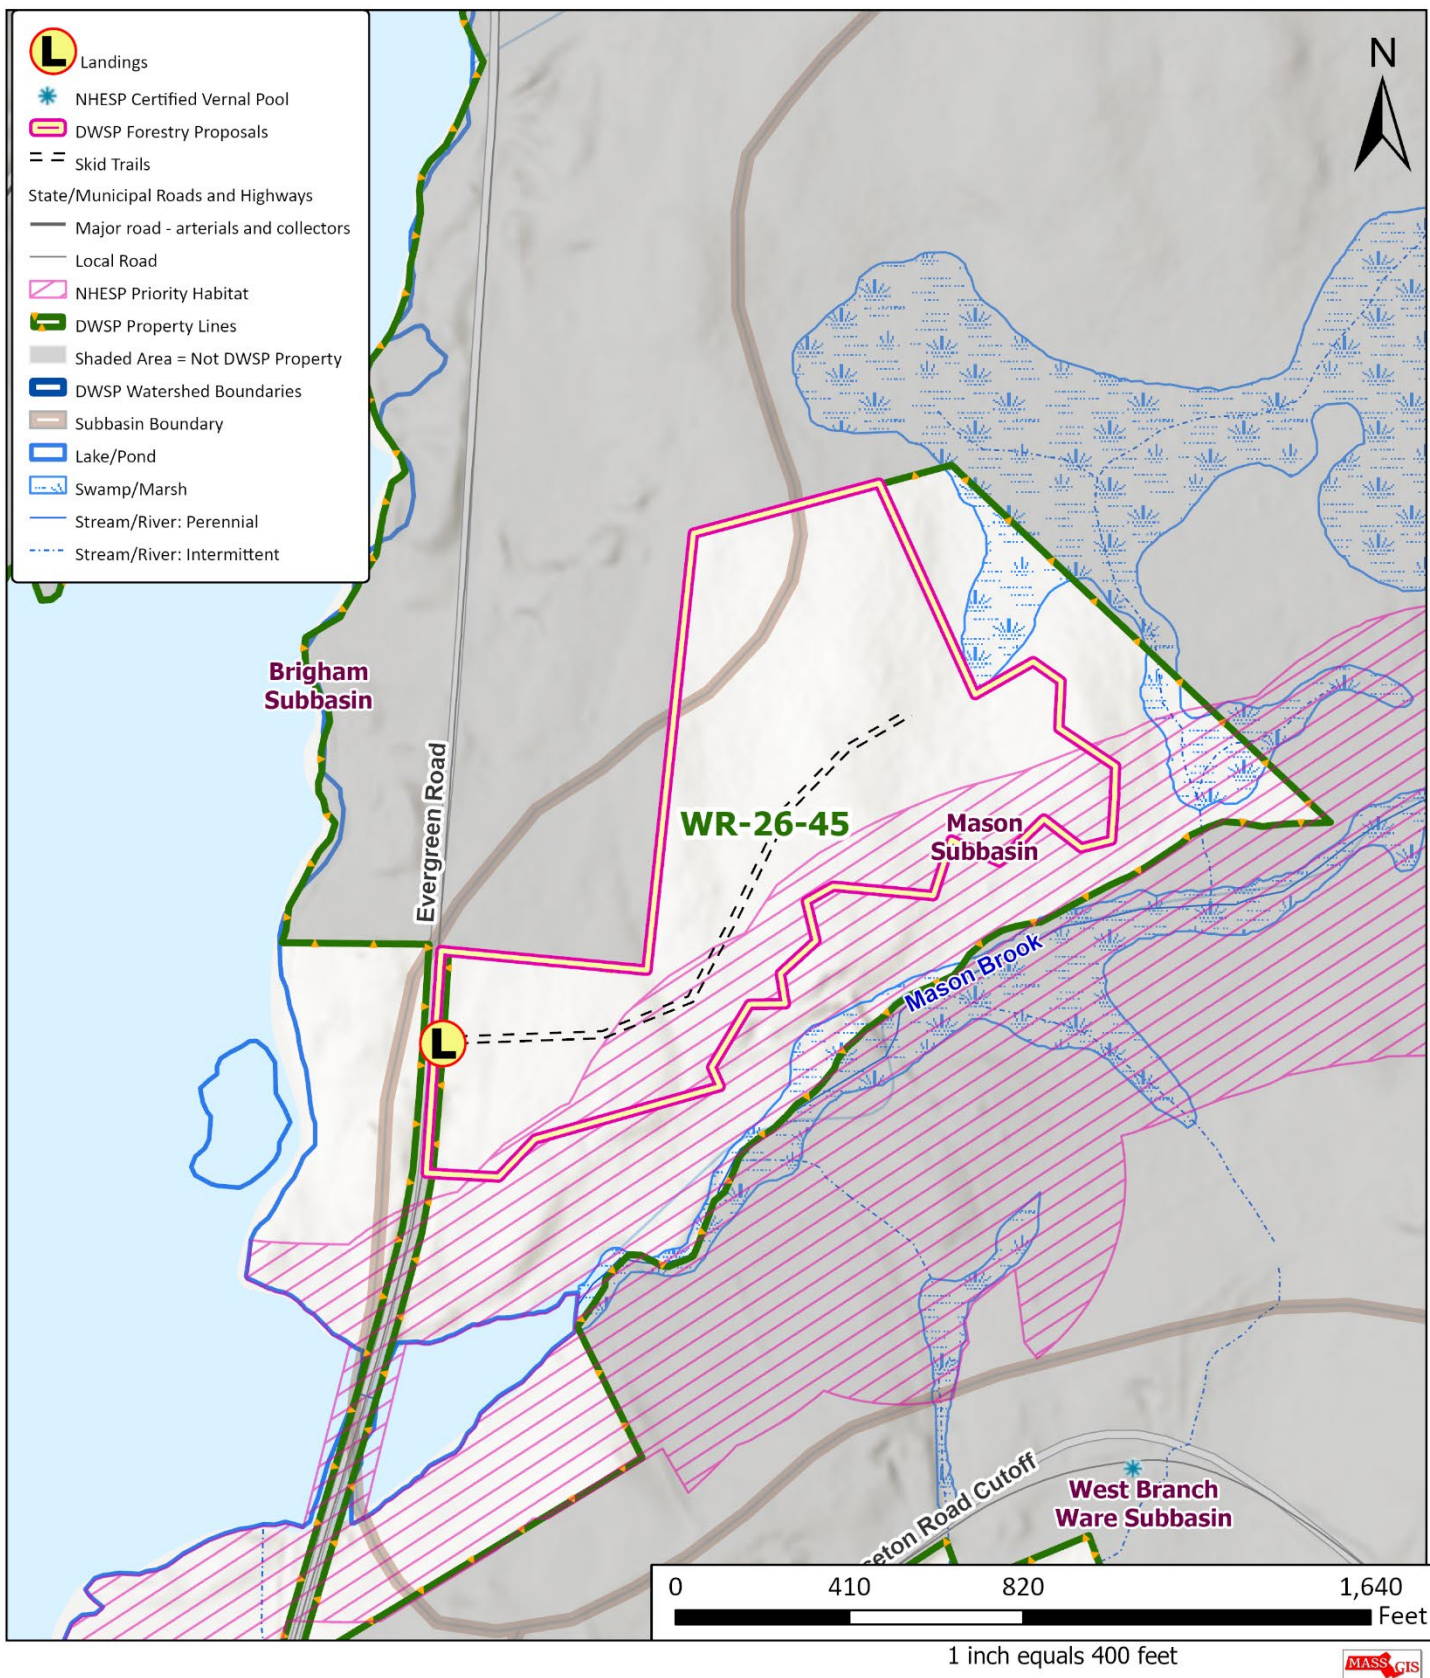 L Landings
NHESP Certified Vernal Pool
DWSP Forestry Proposals
Skid Trails
State/Municipal Roads and Highways
Major road - arterials and collectors
Local Road
NHESP Priority Habitat
DWSP Property Lines
Shaded Area = Not DWSP Property
DWSP Watershed Boundaries
Subbasin Boundary
Lake/Pond
Swamp/Marsh
Stream/River: Perennial
Stream/River: Intermittent
N
Brigham
Subbasin
Evergreen Road
WR-26-45
Mason
Subbasin
Mason Brook
L
West Branch
Ware Subbasin
Road Cutoff
0 410 820 1,640
Feet
1 inch equals 400 feet
MASSGIS